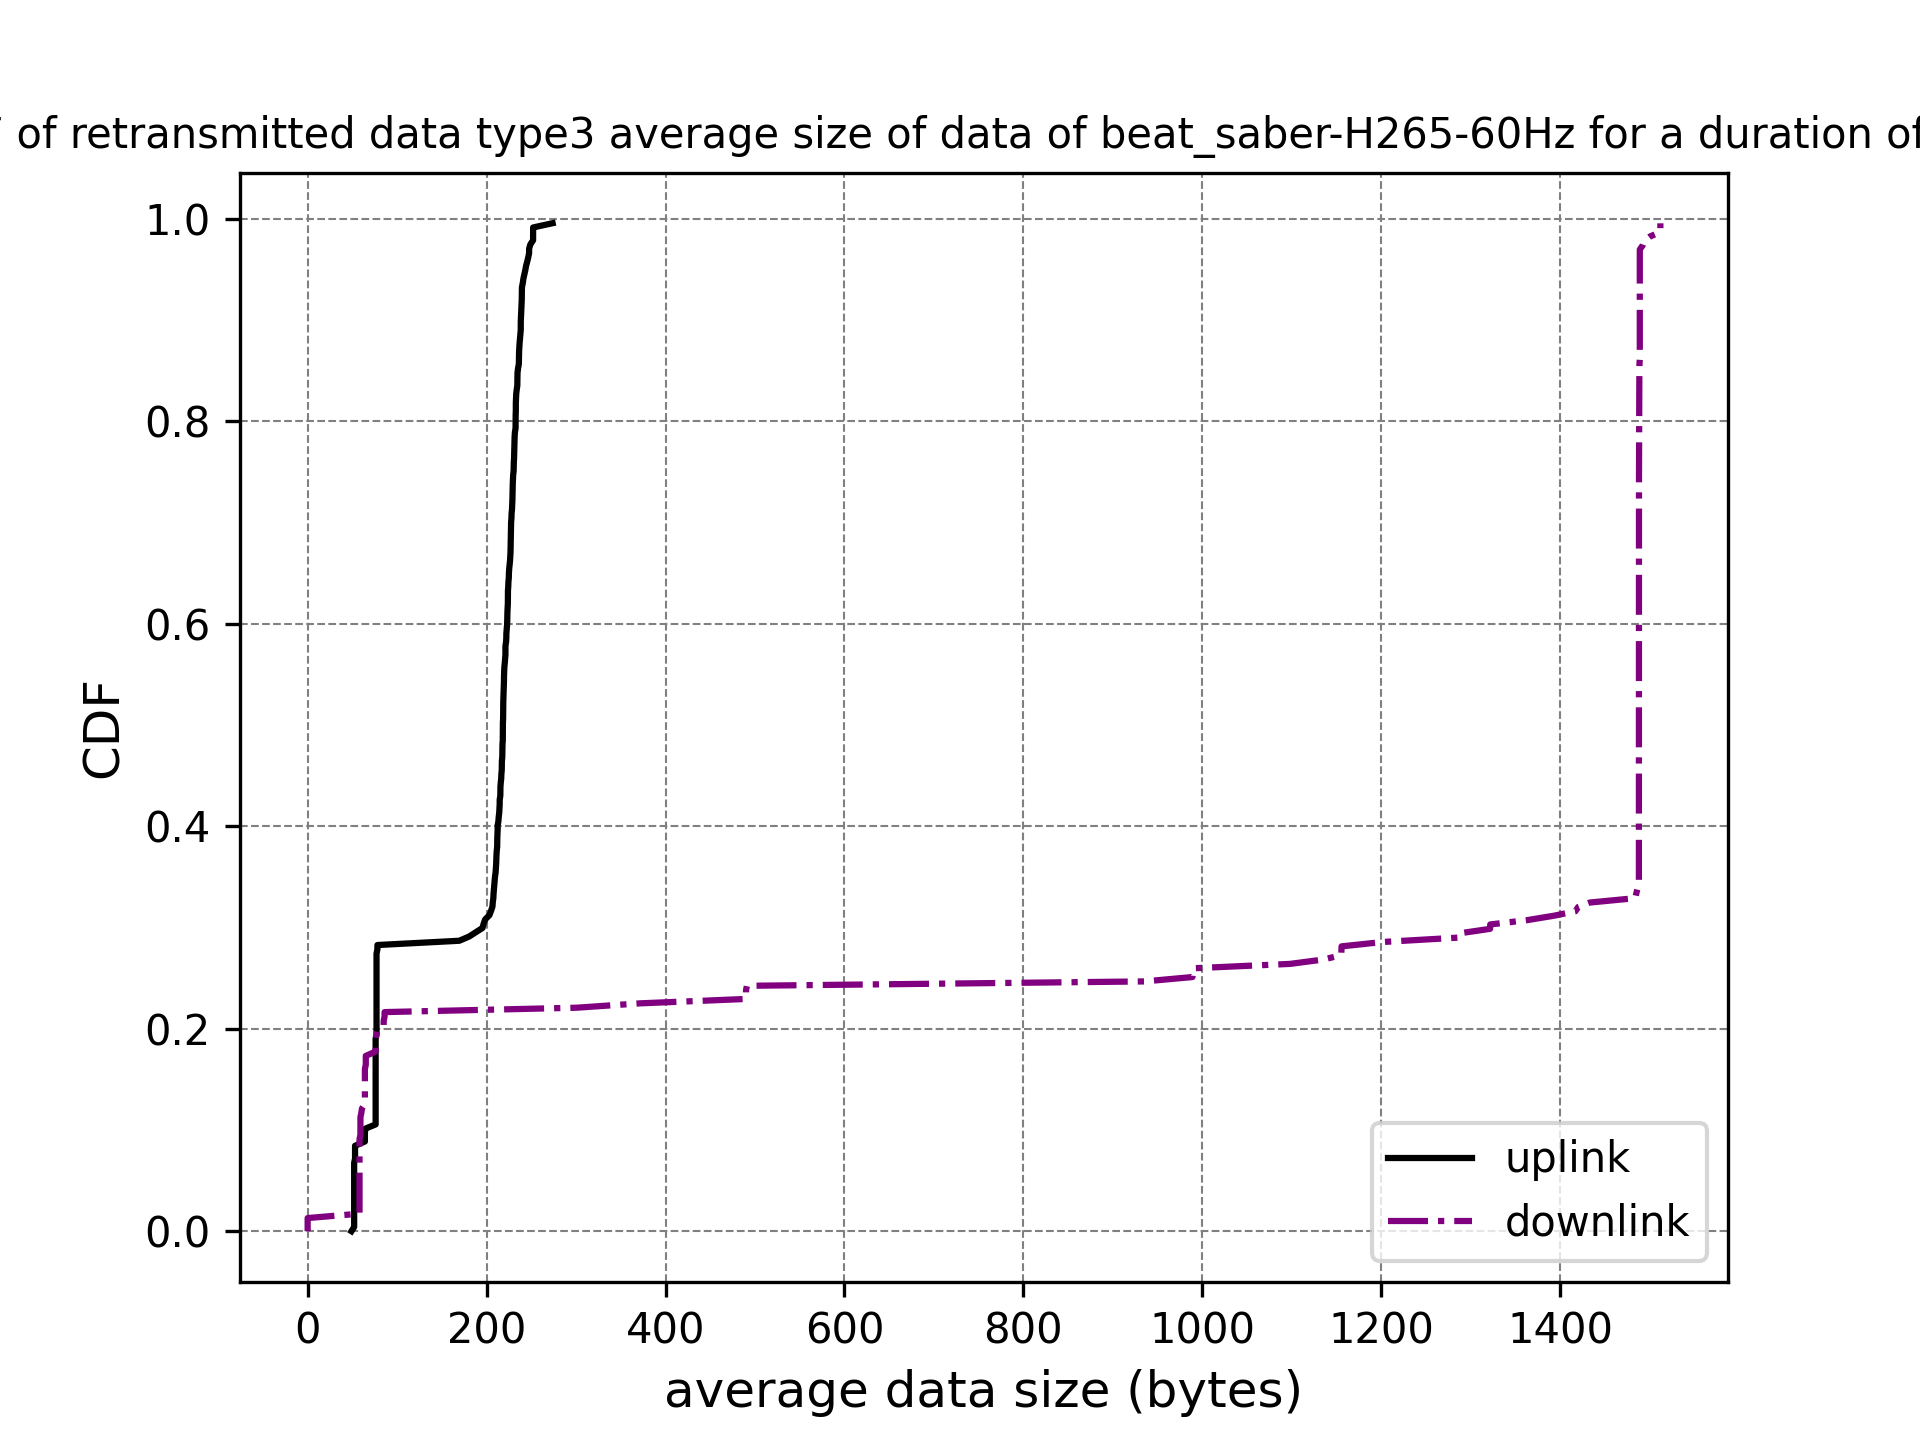 of retransmitted data type3 average size of data of beat_saber-H265-60Hz for a duration of
1.0
0.8
0.6
0.4
0.2
0.0
CDF
uplink
downlink
0 200 400 600 800 1000 1200 1400
average data size (bytes)